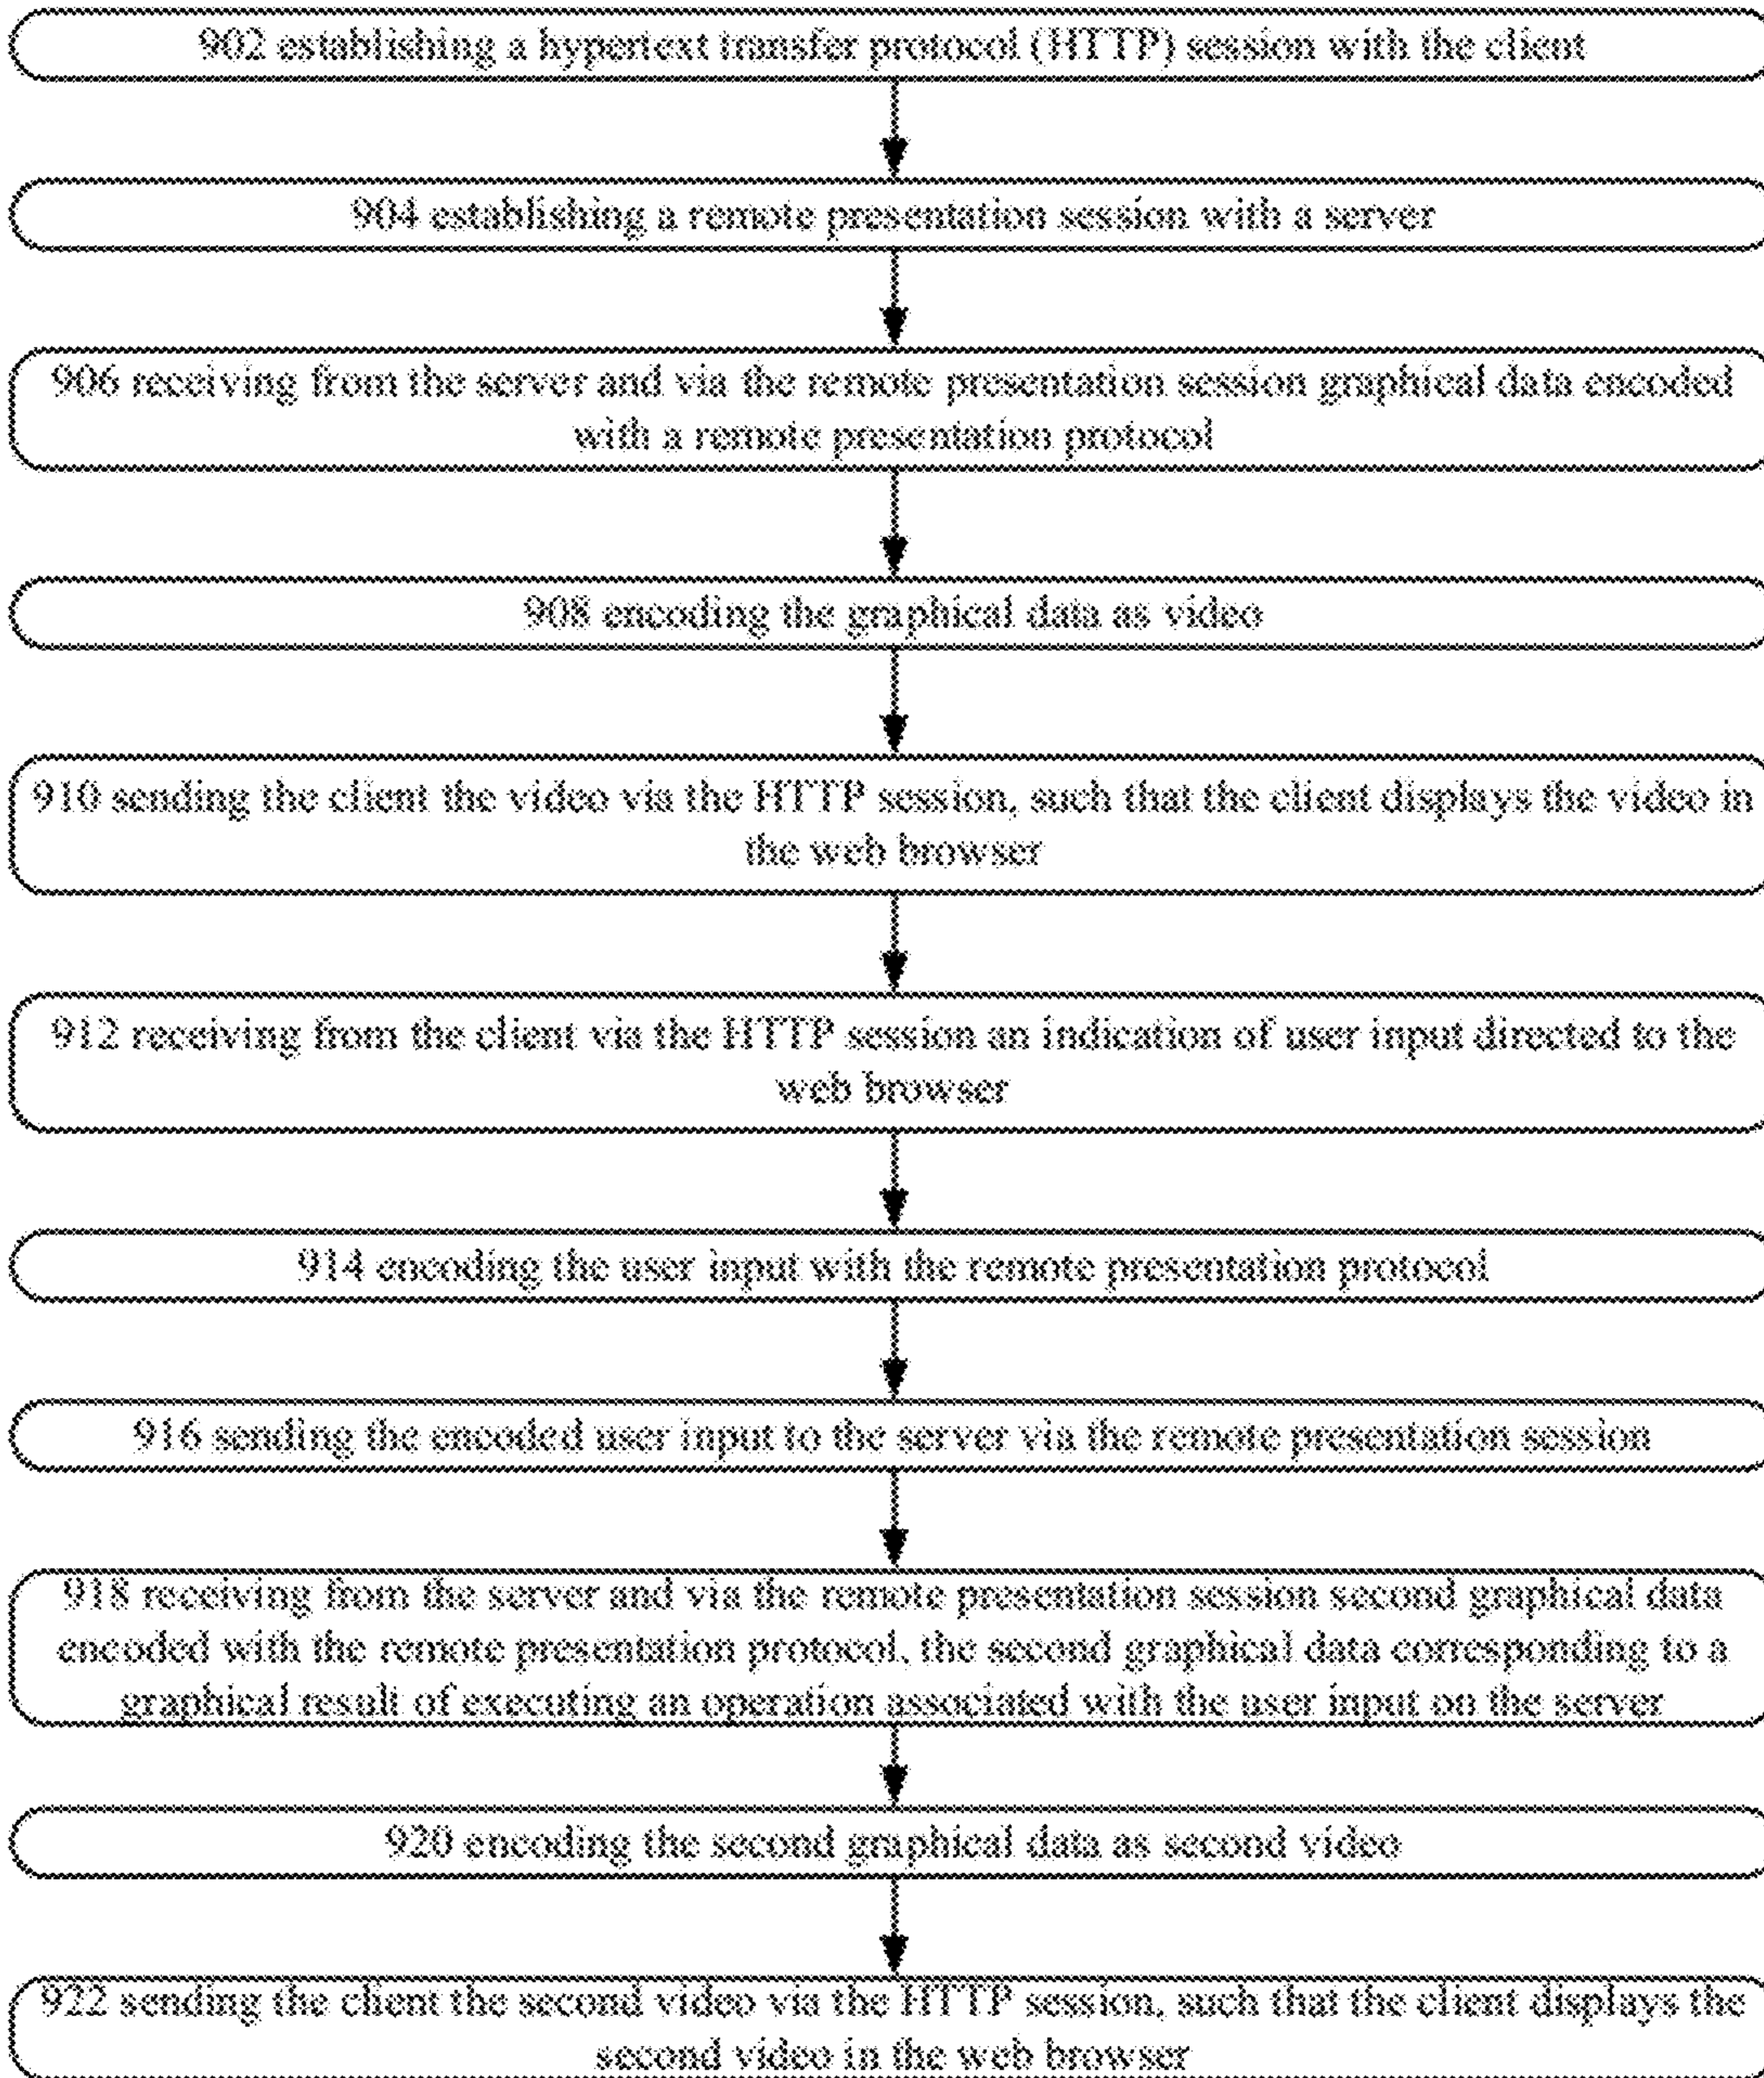 902 establishing a hypertext transfer protocol (HTTP) session with the client
904 establishing a remote presentation session with a server
906 receiving from the server and via the remote presentation session graphical data encoded
with a remote presentation protocol
908 encoding the graphical data as video
910 sending the client the video via the HTTP session, such that the client displays the video in
the web browser
912 receiving from the client via the HTTP session an indication of user input directed to the
web browser
914 encoding the user input with the remote presentation protocol
916 sending the encoded user input to the server via the remote presentation session
918 receiving from the server and via the remote presentation session second graphical data
encoded with the remote presentation protocol, the second graphical data corresponding to a
graphical result of executing an operation associated with the user input on the server
920 encoding the second graphical data as second video
922 sending the client the second video via the HTTP session, such that the client displays the
second video in the web browser